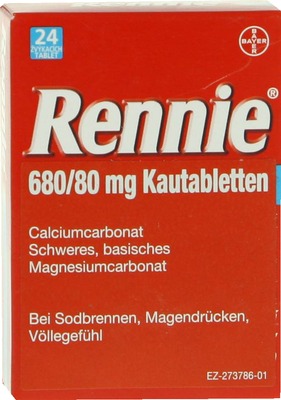 24
ŽVÝKACÍCH
TABLET
BAYER
BAYER
Rennie®
680/80 mg Kautabletten
Calciumcarbonat
Schweres, basisches
Magnesiumcarbonat
Bei Sodbrennen, Magendrücken,
Völlegefühl
EZ-273786-01